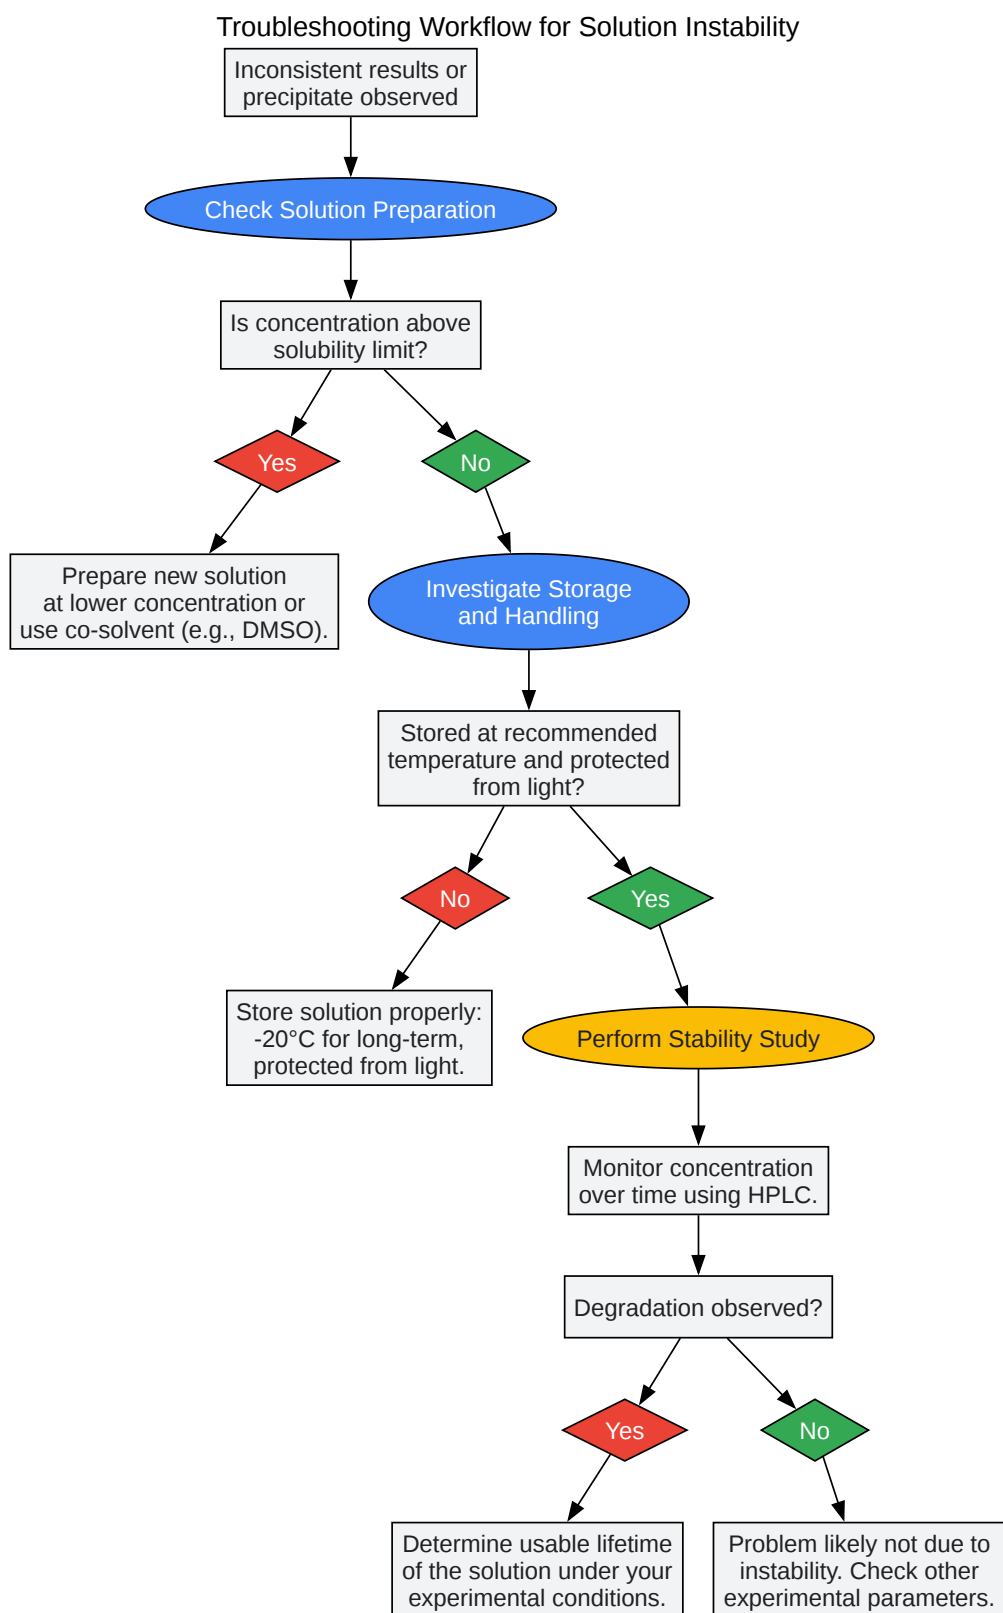 Troubleshooting Workflow for Solution Instability
Inconsistent results or
precipitate observed
Check Solution Preparation
Is concentration above
solubility limit?
Yes
No
Prepare new solution
at lower concentration or
use co-solvent (e.g., DMSO).
Investigate Storage
and Handling
Stored at recommended
temperature and protected
from light?
No
Yes
Store solution properly:
-20°C for long-term,
protected from light.
Perform Stability Study
Monitor concentration
over time using HPLC.
Degradation observed?
Yes
No
Determine usable lifetime
of the solution under your
experimental conditions.
Problem likely not due to
instability. Check other
experimental parameters.